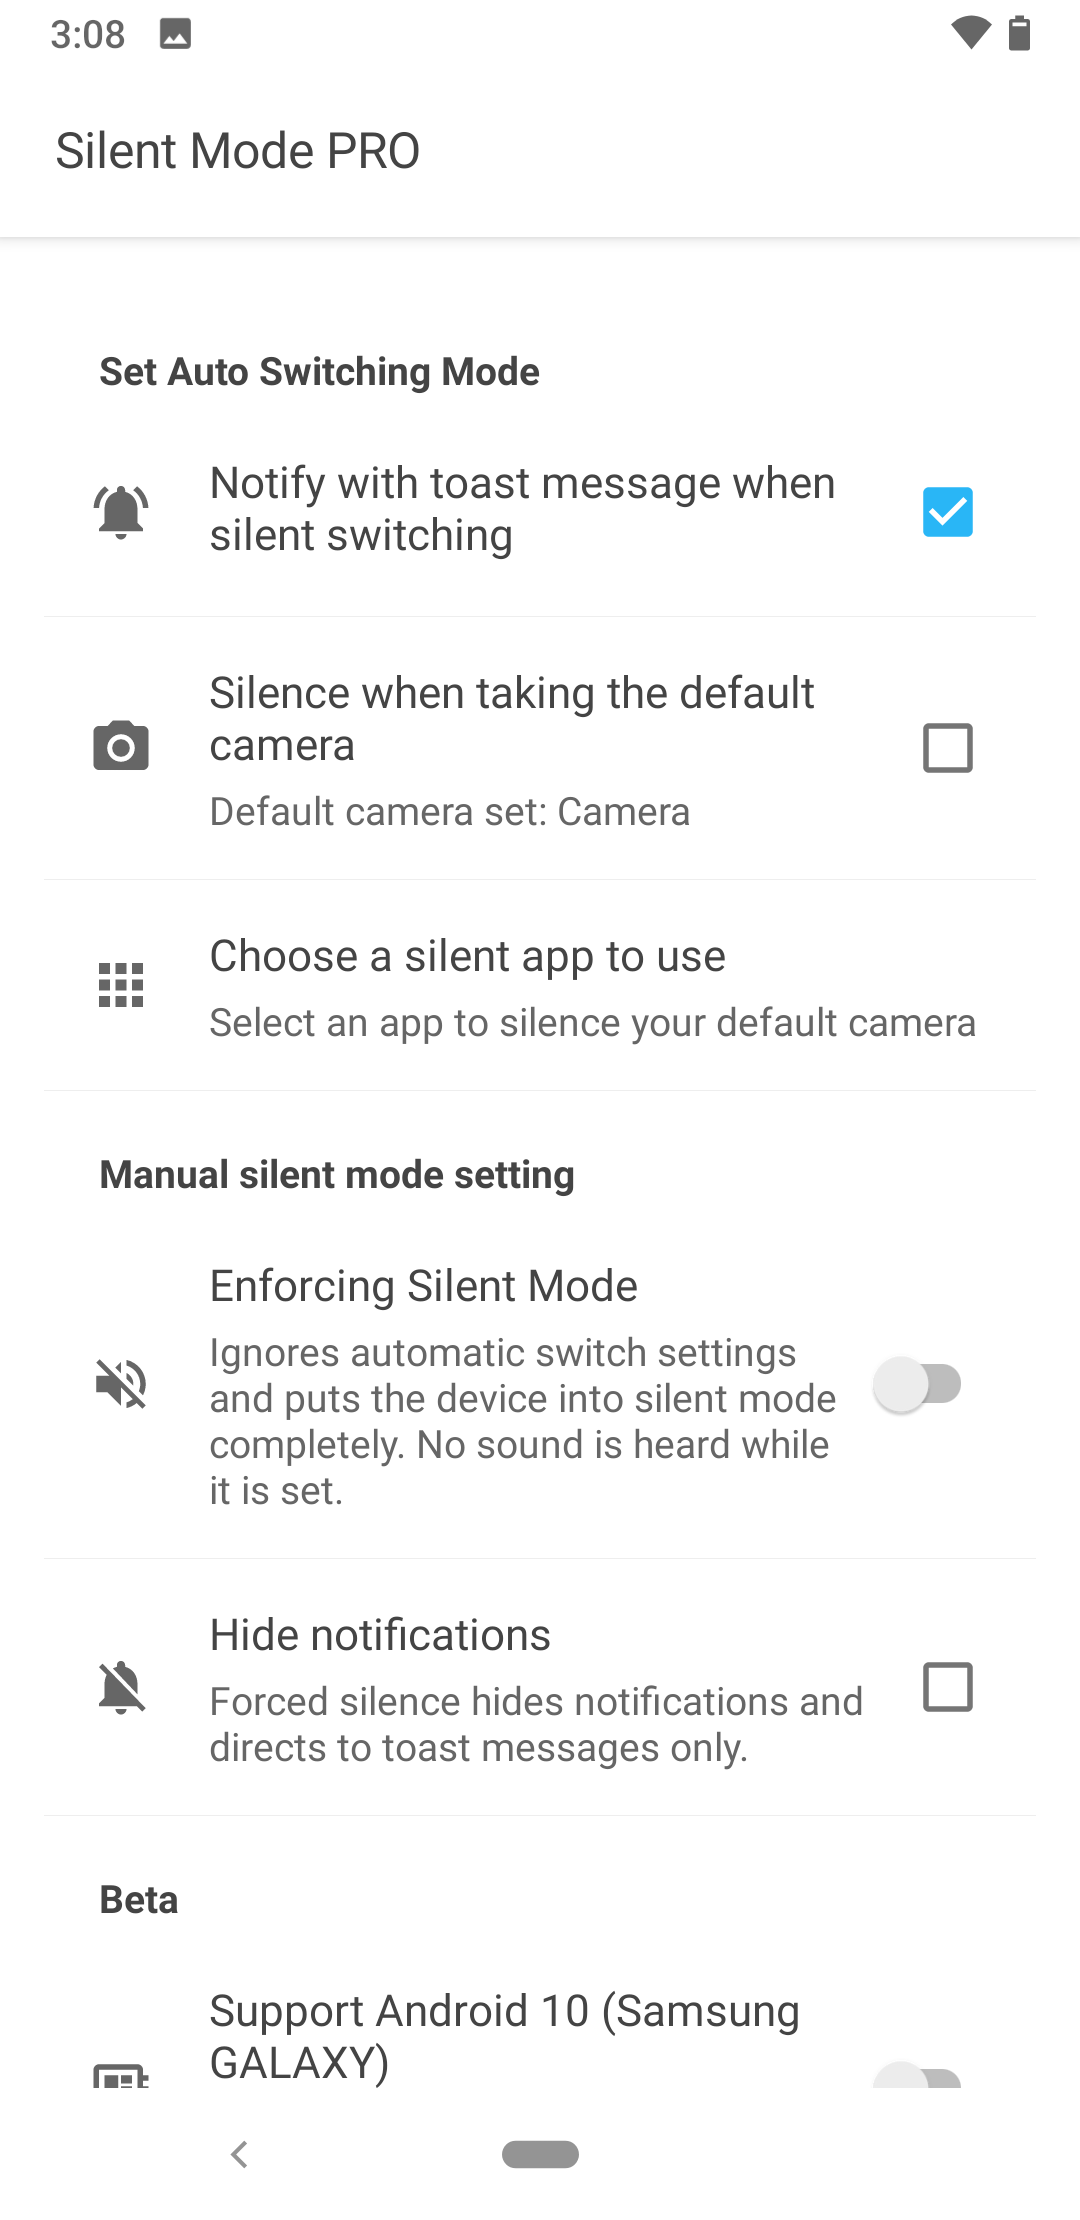 3:08
Silent Mode PRO
Set Auto Switching Mode
Notify with toast message when
silent switching
Silence when taking the default
camera
Default camera set: Camera
Choose a silent app to use
Select an app to silence your default camera
Manual silent mode setting
Enforcing Silent Mode
Ignores automatic switch settings
and puts the device into silent mode
completely. No sound is heard while
it is set.
Hide notifications
Forced silence hides notifications and
directs to toast messages only.
Beta
Support Android 10 (Samsung
GALAXY)